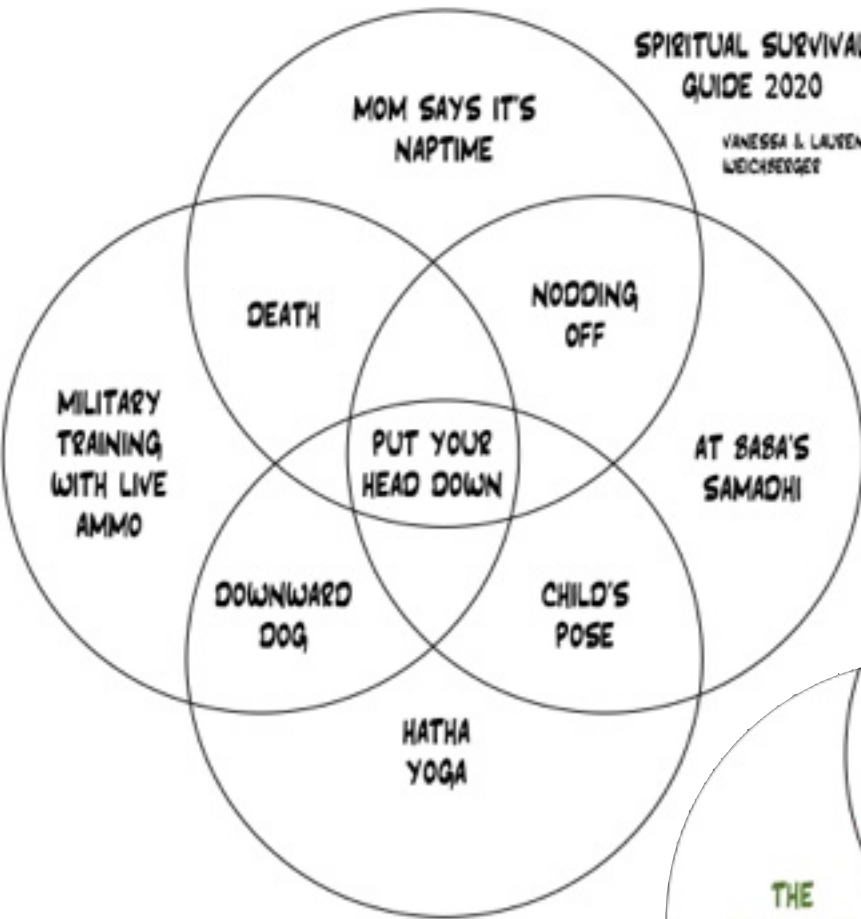 SPIRITUAL SURVIVAL
GUIDE 2020
VANESSA & LAUREN
WEICHBERGER
MOM SAYS IT'S
NAPTIME
DEATH
NODDING
OFF
MILITARY
TRAINING
WITH LIVE
AMMO
PUT YOUR
HEAD DOWN
AT BABA'S
SAMADHI
DOWNWARD
DOG
CHILD'S
POSE
HATHA
YOGA
THE